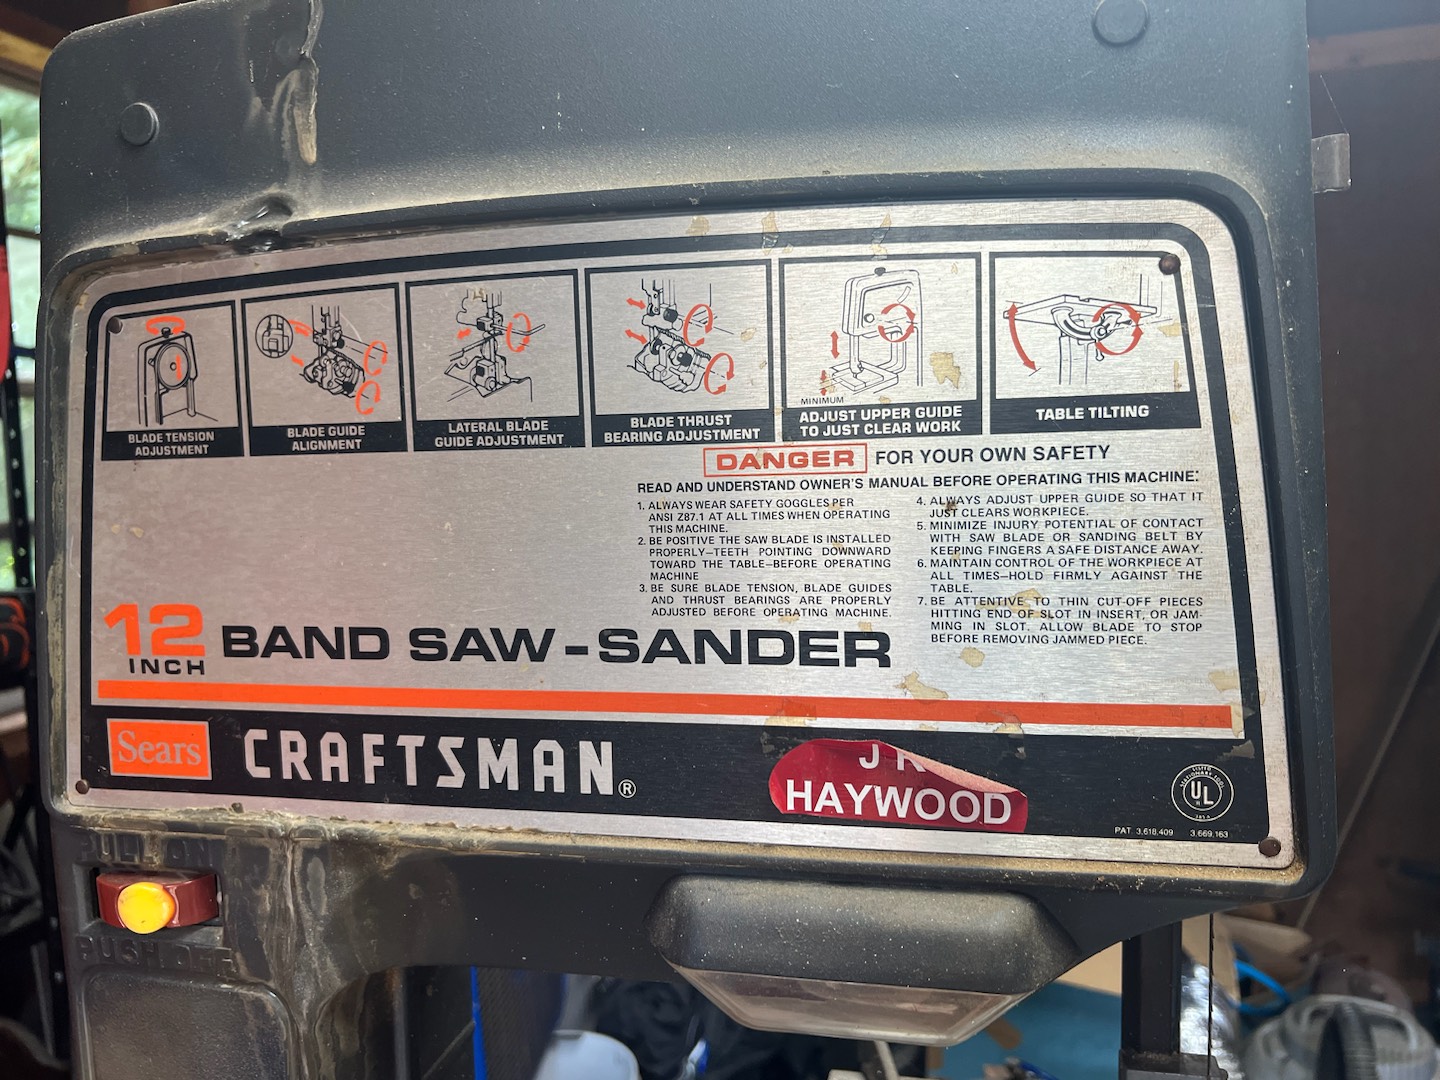 BLADE TENSION
ADJUSTMENT
BLADE GUIDE
ALIGNMENT
LATERAL BLADE
GUIDE ADJUSTMENT
BLADE THRUST
BEARING ADJUSTMENT
MINIMUM
ADJUST UPPER GUIDE
TO JUST CLEAR WORK
TABLE TILTING
DANGER FOR YOUR OWN SAFETY
READ AND UNDERSTAND OWNER'S MANUAL BEFORE OPERATING THIS MACHINE:
1. ALWAYS WEAR SAFETY GOGGLES PER
ANSI Z87.1 AT ALL TIMES WHEN OPERATING
THIS MACHINE.
2. BE POSITIVE THE SAW BLADE IS INSTALLED
PROPERLY—TEETH POINTING DOWNWARD
TOWARD THE TABLE—BEFORE OPERATING
MACHINE
3. BE SURE BLADE TENSION, BLADE GUIDES
AND THRUST BEARINGS ARE PROPERLY
ADJUSTED BEFORE OPERATING MACHINE.
4. ALWAYS ADJUST UPPER GUIDE SO THAT IT
JUST CLEARS WORKPIECE.
5. MINIMIZE INJURY POTENTIAL OF CONTACT
WITH SAW BLADE OR SANDING BELT BY
KEEPING FINGERS A SAFE DISTANCE AWAY.
6. MAINTAIN CONTROL OF THE WORKPIECE AT
ALL TIMES—HOLD FIRMLY AGAINST THE
TABLE.
7. BE ATTENTIVE TO THIN CUT-OFF PIECES
HITTING END OF SLOT IN INSERT, OR JAM-
MING IN SLOT. ALLOW BLADE TO STOP
BEFORE REMOVING JAMMED PIECE.
12
INCH
BAND SAW-SANDER
Sears
CRAFTSMAN®
J R
HAYWOOD
LISTED
STATIONARY TOOL
UL
PAT 3,618,409 3,669,163
PULL ON
PUSH OFF